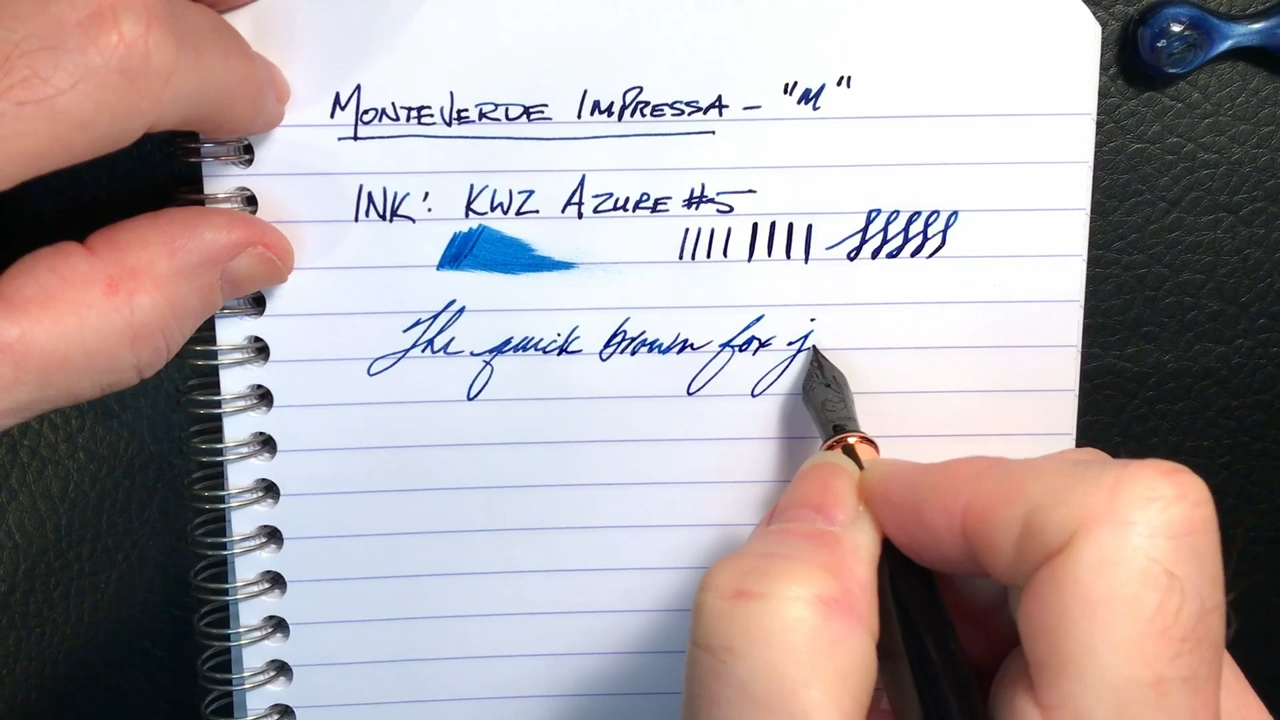 MONTEVERDE IMPRESSA – "M"
INK: KWZ AZURE #5
The quick brown fox j